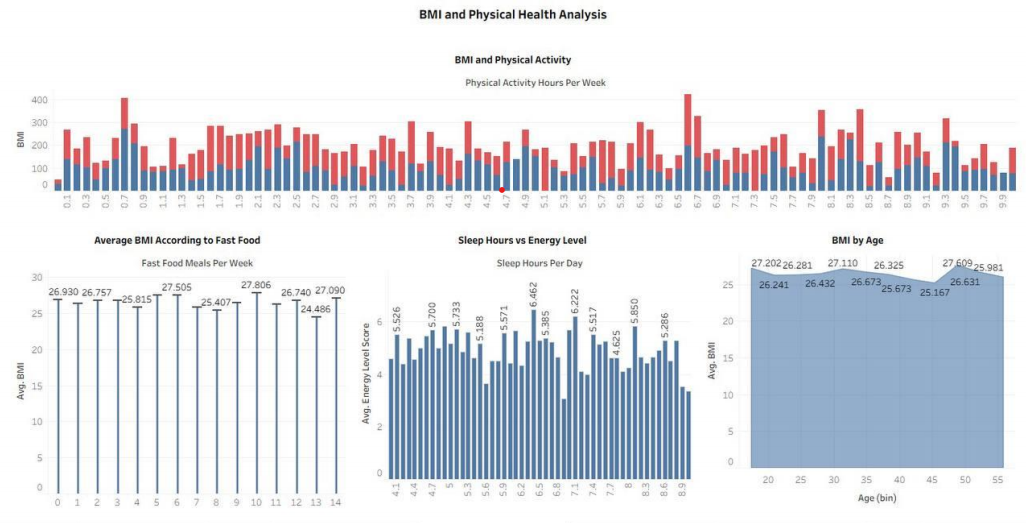 BMI and Physical Health Analysis
BMI and Physical Activity
Physical Activity Hours Per Week
BMI
400
300
200
100
0
0.1 0.3 0.5 0.7 0.9 1.1 1.3 1.5 1.7 1.9 2.1 2.3 2.5 2.7 2.9 3.1 3.3 3.5 3.7 3.9 4.1 4.3 4.5 4.7 4.9 5.1 5.3 5.5 5.7 5.9 6.1 6.3 6.5 6.7 6.9 7.1 7.3 7.5 7.7 7.9 8.1 8.3 8.5 8.7 8.9 9.1 9.3 9.5 9.7 9.9
Average BMI According to Fast Food
Fast Food Meals Per Week
Avg. BMI
30
25
20
15
10
5
0
26.930 26.757 25.815 27.505 25.407 27.806 26.740 24.486 27.090
0 1 2 3 4 5 6 7 8 9 10 11 12 13 14
Sleep Hours vs Energy Level
Sleep Hours Per Day
Avg. Energy Level Score
6
4
2
0
5.526 5.700 5.733 5.188 5.571 6.462 5.385 6.222 5.517 4.625 5.850 5.286
4.1 4.4 4.7 5 5.3 5.6 5.9 6.2 6.5 6.8 7.1 7.4 7.7 8 8.3 8.6 8.9
BMI by Age
Avg. BMI
25
20
15
10
5
0
27.202 26.281 27.110 26.325 27.609 25.981
26.241 26.432 26.673 25.673 25.167 26.631
20 25 30 35 40 45 50 55
Age (bin)